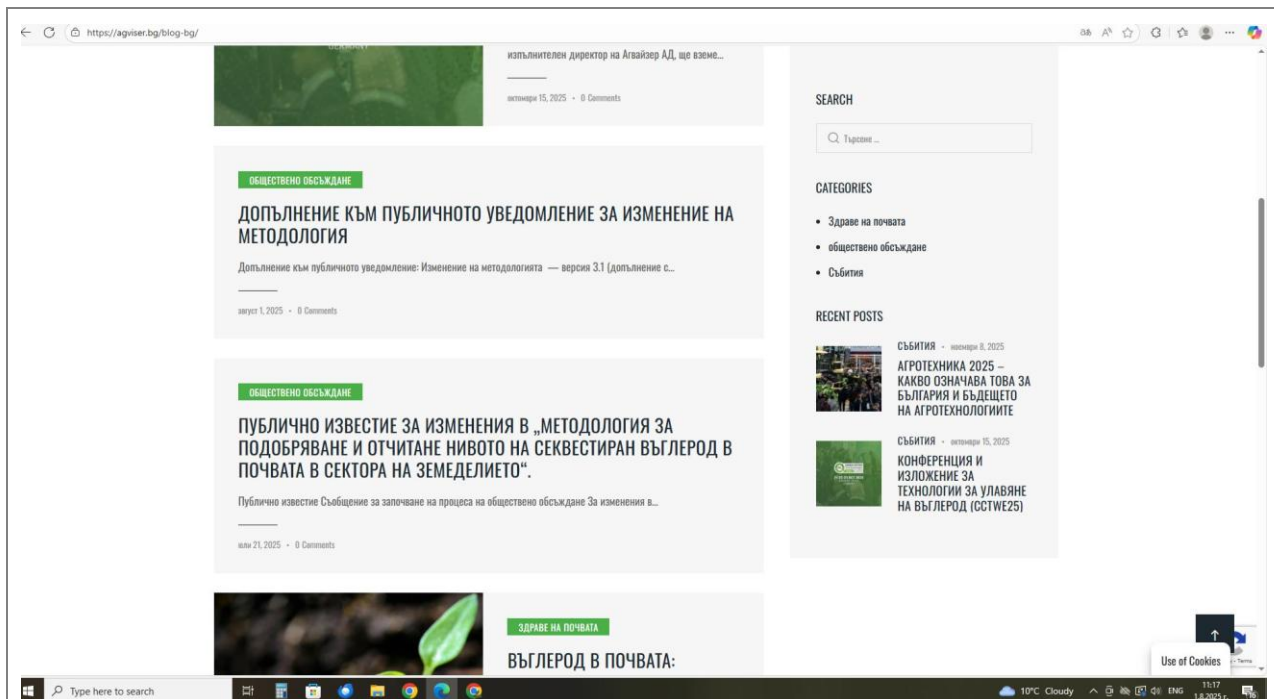 https://agviser.bg/blog-bg/
GERMANY
изпълнителен директор на Агвайзер АД, ще вземе...
октомври 15, 2025 • 0 Comments
ОБЩЕСТВЕНО ОБСЪЖДАНЕ
ДОПЪЛНЕНИЕ КЪМ ПУБЛИЧНОТО УВЕДОМЛЕНИЕ ЗА ИЗМЕНЕНИЕ НА
МЕТОДОЛОГИЯ
Допълнение към публичното уведомление: Изменение на методологията — версия 3.1 (допълнение с...
август 1, 2025 • 0 Comments
ОБЩЕСТВЕНО ОБСЪЖДАНЕ
ПУБЛИЧНО ИЗВЕСТИЕ ЗА ИЗМЕНЕНИЯ В „МЕТОДОЛОГИЯ ЗА
ПОДОБРЯВАНЕ И ОТЧИТАНЕ НИВОТО НА СЕКВЕСТИРАН ВЪГЛЕРОД В
ПОЧВАТА В СЕКТОРА НА ЗЕМЕДЕЛИЕТО“.
Публично известие Съобщение за започване на процеса на обществено обсъждане За изменения в...
юли 21, 2025 • 0 Comments
ЗДРАВЕ НА ПОЧВАТА
ВЪГЛЕРОД В ПОЧВАТА:
SEARCH
Търсене ...
CATEGORIES
• Здраве на почвата
• обществено обсъждане
• Събития
RECENT POSTS
СЪБИТИЯ • ноември 8, 2025
АГРОТЕХНИКА 2025 –
КАКВО ОЗНАЧАВА ТОВА ЗА
БЪЛГАРИЯ И БЪДЕЩЕТО
НА АГРОТЕХНОЛОГИИТЕ
СЪБИТИЯ • октомври 15, 2025
КОНФЕРЕНЦИЯ И
ИЗЛОЖЕНИЕ ЗА
ТЕХНОЛОГИИ ЗА УЛАВЯНЕ
НА ВЪГЛЕРОД (CCTWE25)
Use of Cookies
- Terms
Type here to search
10°C Cloudy
ENG
11:17
1.8.2025 г.